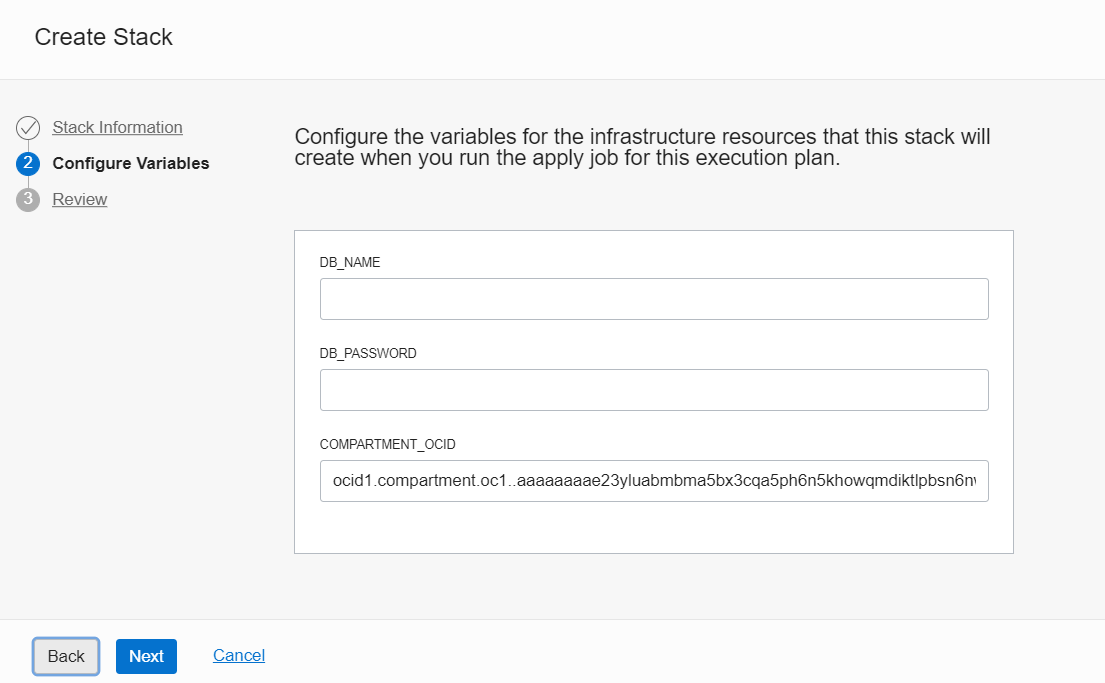 Create Stack
Stack Information
2 Configure Variables
3 Review
Configure the variables for the infrastructure resources that this stack will
create when you run the apply job for this execution plan.
DB_NAME
DB_PASSWORD
COMPARTMENT_OCID
ocid1.compartment.oc1..aaaaaaaae23yluabmbma5bx3cqa5ph6n5khowqmdiktlpbsn6n
Back Next Cancel